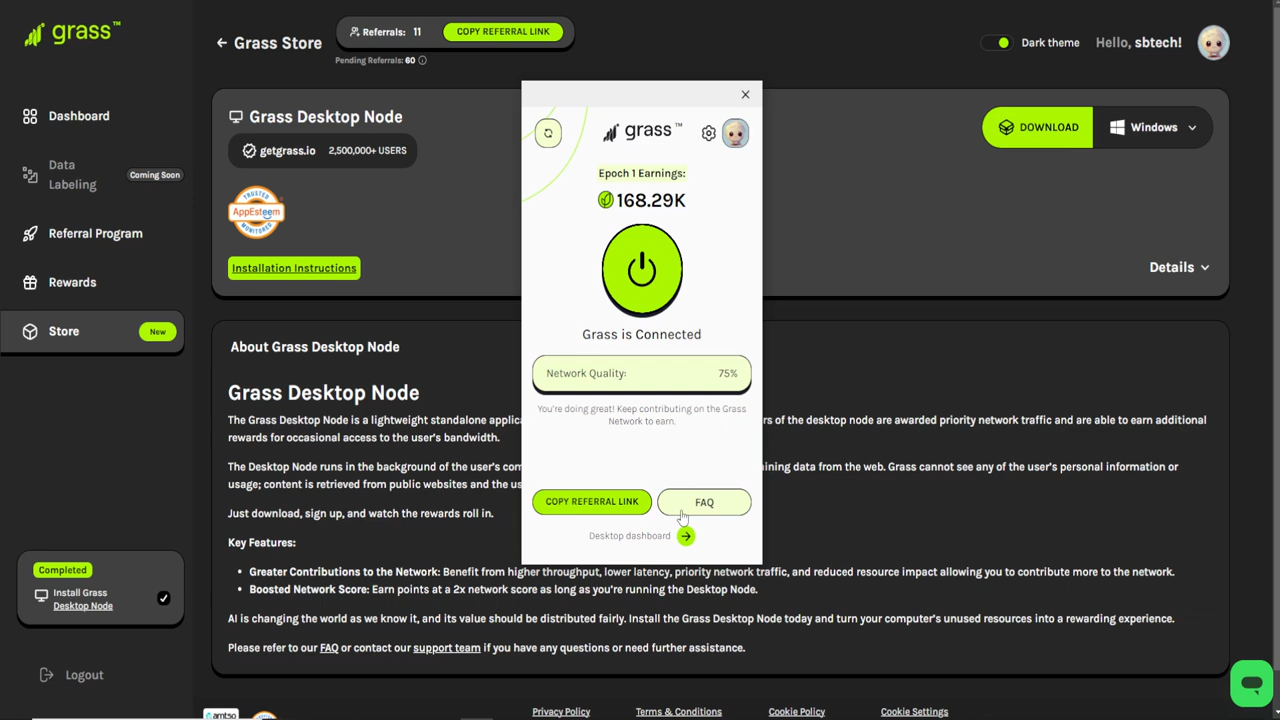 grass™
Referrals: 11
COPY REFERRAL LINK
Pending Referrals: 60
Grass Store
Dark theme
Hello, sbtech!
Dashboard
Data
Labeling
Coming Soon
Referral Program
Rewards
Store
New
Completed
Install Grass
Desktop Node
Logout
Grass Desktop Node
getgrass.io 2,500,000+ USERS
TRUSTED
AppEsteem
MONITORED
Installation Instructions
DOWNLOAD
Windows
Details
grass™
Epoch 1 Earnings:
168.29K
Grass is Connected
Network Quality: 75%
You're doing great! Keep contributing on the Grass
Network to earn.
COPY REFERRAL LINK
FAQ
Desktop dashboard
About Grass Desktop Node
Grass Desktop Node
The Grass Desktop Node is a lightweight standalone of the desktop node are awarded priority network traffic and are able to earn additional
rewards for occasional access to the user's bandwidth.
The Desktop Node runs in the background of the user's data from the web. Grass cannot see any of the user's personal information or
usage; content is retrieved from public websites and the
Just download, sign up, and watch the rewards roll in.
Key Features:
• Greater Contributions to the Network: Benefit from higher throughput, lower latency, priority network traffic, and reduced resource impact allowing you to contribute more to the network.
• Boosted Network Score: Earn points at a 2x network score as long as you're running the Desktop Node.
AI is changing the world as we know it, and its value should be distributed fairly. Install the Grass Desktop Node today and turn your computer's unused resources into a rewarding experience.
Please refer to our FAQ or contact our support team if you have any questions or need further assistance.
amtso
Privacy Policy
Terms & Conditions
Cookie Policy
Cookie Settings